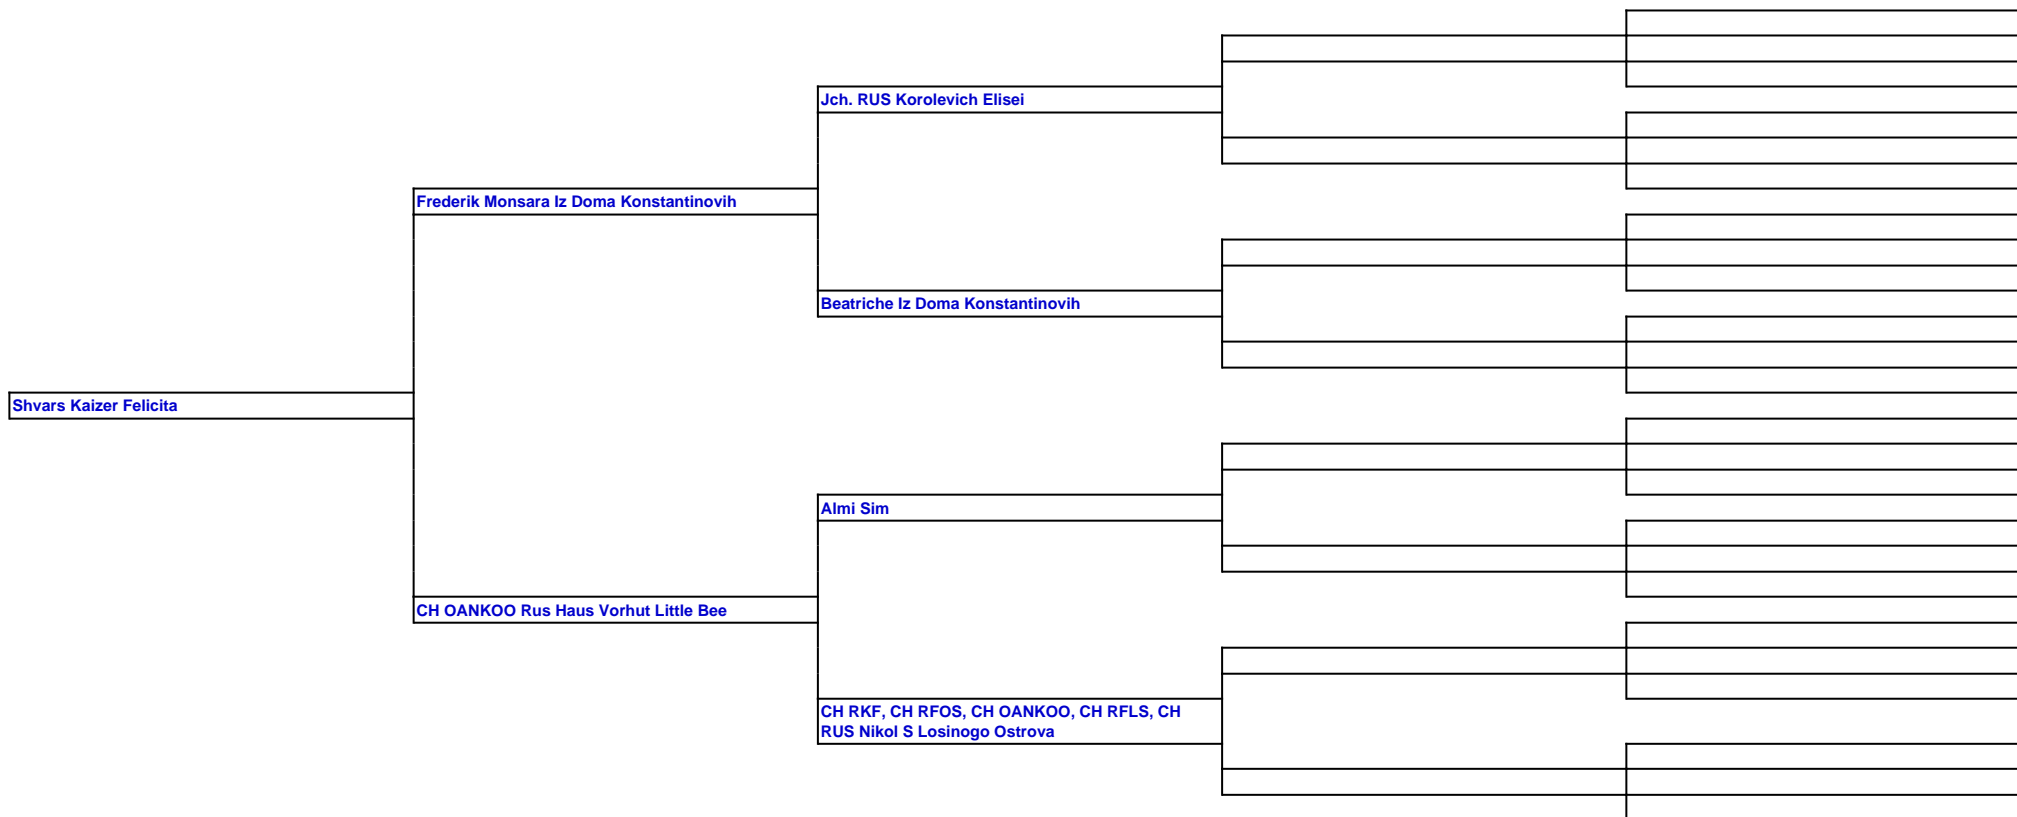 Jch. RUS Korolevich Elisei
Frederik Monsara Iz Doma Konstantinovih
Beatriche Iz Doma Konstantinovih
Shvars Kaizer Felicita
Almi Sim
CH OANKOO Rus Haus Vorhut Little Bee
CH RKF, CH RFOS, CH OANKOO, CH RFLS, CH
RUS Nikol S Losinogo Ostrova